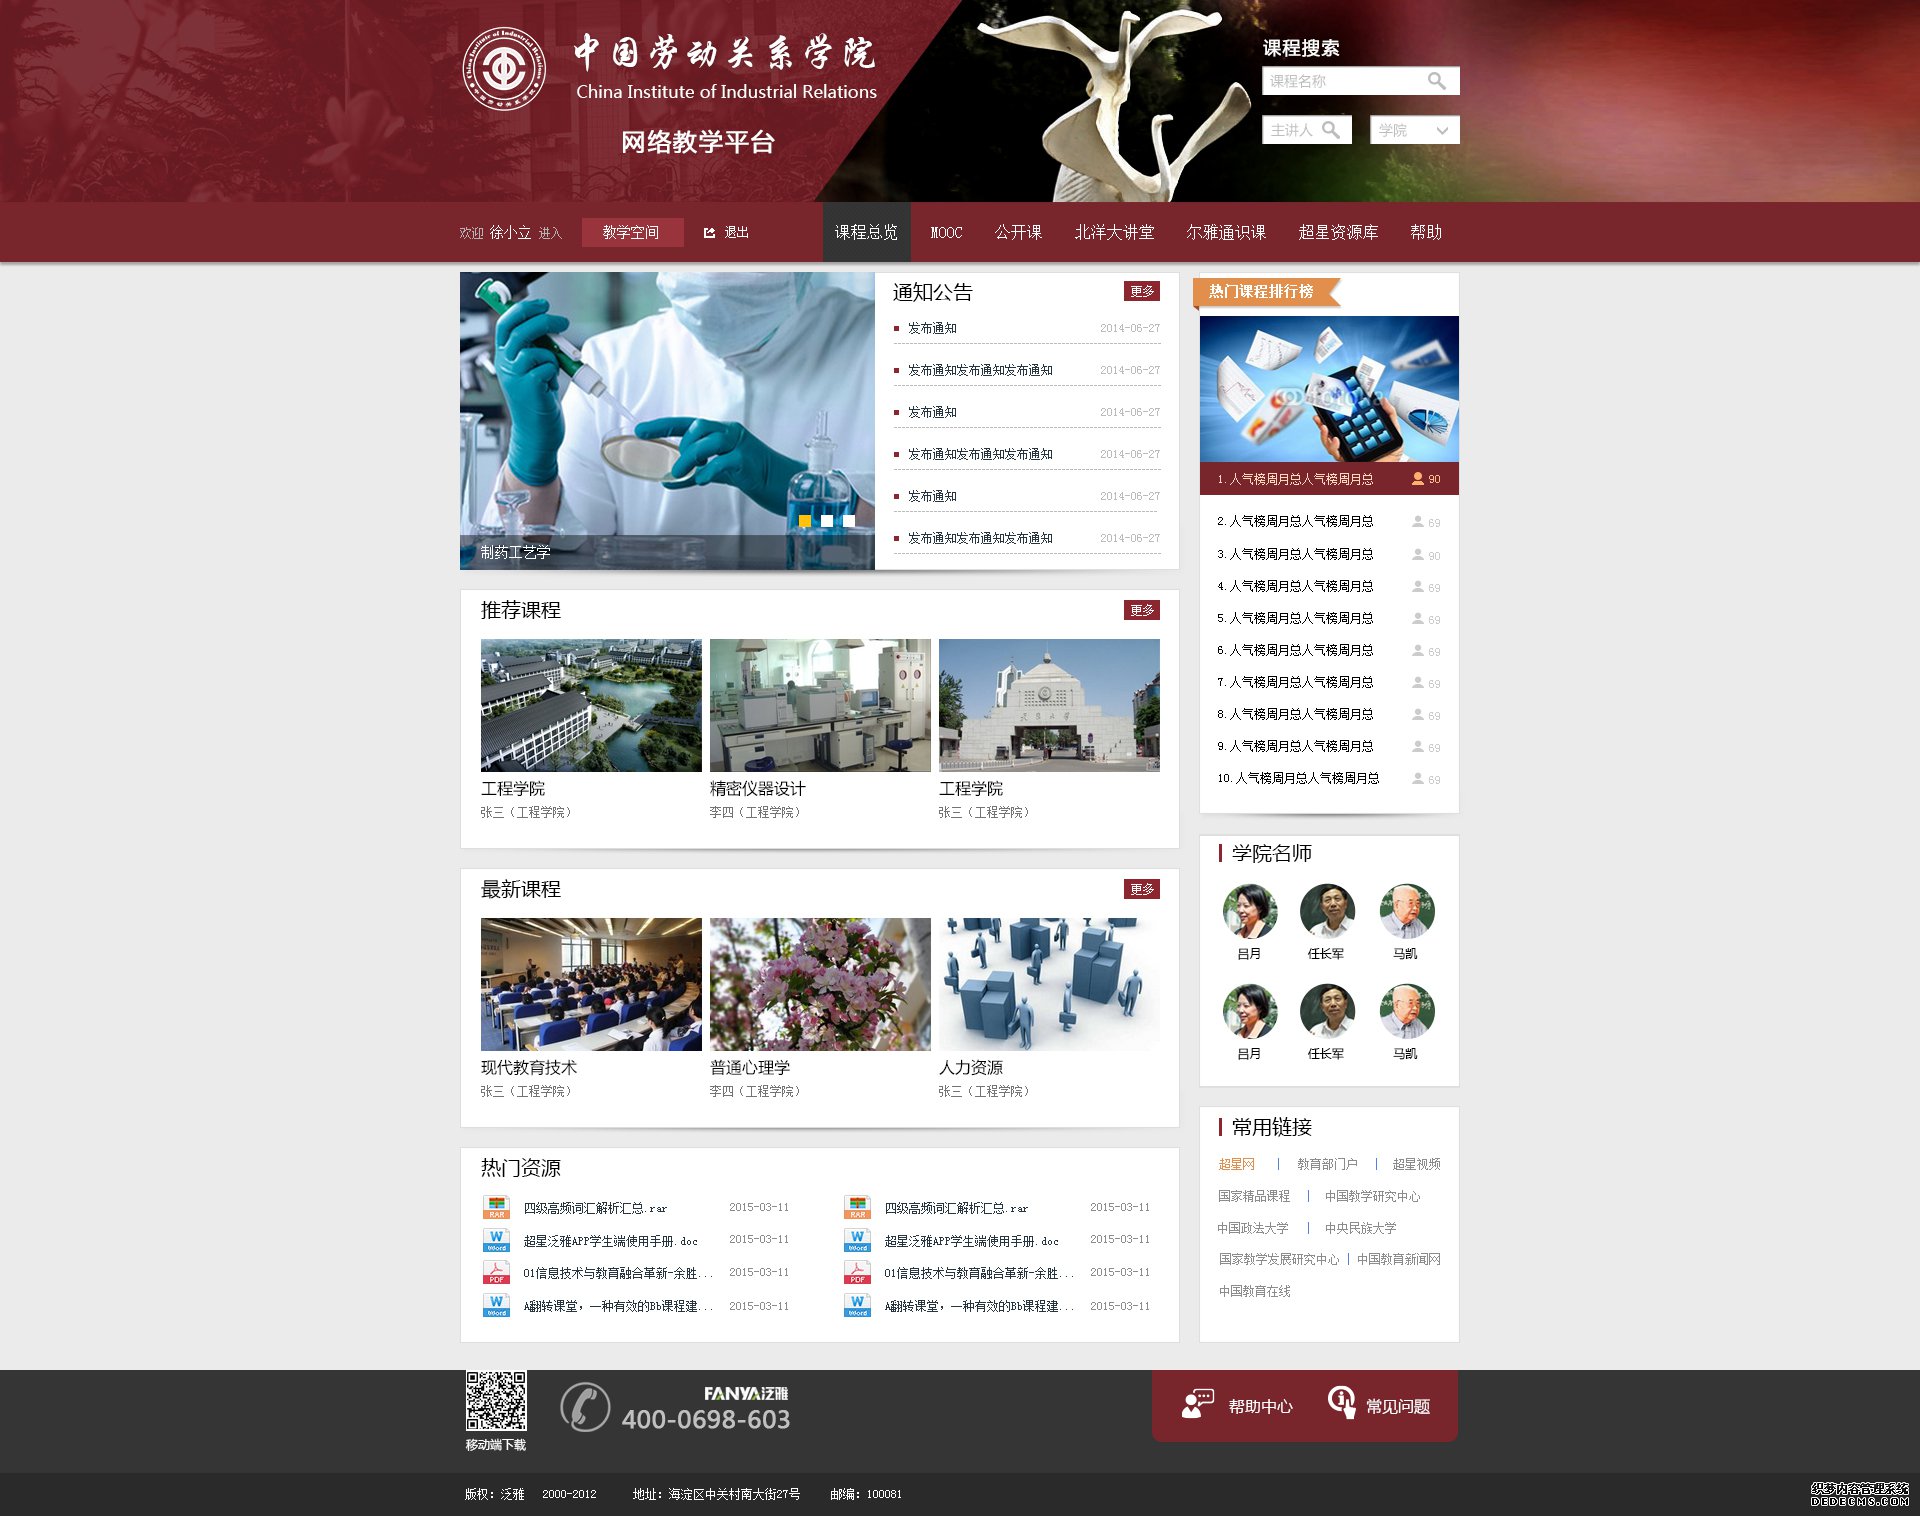 中国劳动关系学院
China Institute of Industrial Relations
网络教学平台
课程搜索
课程名称
主讲人
学院
欢迎 徐小立 进入
教学空间
退出
课程总览 MOOC 公开课 北洋大讲堂 尔雅通识课 超星资源库 帮助
制药工艺学
通知公告 更多
发布通知 2014-06-27
发布通知发布通知发布通知 2014-06-27
发布通知 2014-06-27
发布通知发布通知发布通知 2014-06-27
发布通知 2014-06-27
发布通知发布通知发布通知 2014-06-27
热门课程排行榜
1. 人气榜周月总人气榜周月总 90
2. 人气榜周月总人气榜周月总 69
3. 人气榜周月总人气榜周月总 90
4. 人气榜周月总人气榜周月总 69
5. 人气榜周月总人气榜周月总 69
6. 人气榜周月总人气榜周月总 69
7. 人气榜周月总人气榜周月总 69
8. 人气榜周月总人气榜周月总 69
9. 人气榜周月总人气榜周月总 69
10. 人气榜周月总人气榜周月总 69
推荐课程 更多
工程学院
张三（工程学院）
精密仪器设计
李四（工程学院）
工程学院
张三（工程学院）
最新课程 更多
现代教育技术
张三（工程学院）
普通心理学
李四（工程学院）
人力资源
张三（工程学院）
学院名师
吕月 任长军 马凯
吕月 任长军 马凯
热门资源
RAR 四级高频词汇解析汇总.rar 2015-03-11
Word 超星泛雅APP学生端使用手册.doc 2015-03-11
PDF 01信息技术与教育融合革新-余胜... 2015-03-11
Word A翻转课堂，一种有效的Bb课程建... 2015-03-11
RAR 四级高频词汇解析汇总.rar 2015-03-11
Word 超星泛雅APP学生端使用手册.doc 2015-03-11
PDF 01信息技术与教育融合革新-余胜... 2015-03-11
Word A翻转课堂，一种有效的Bb课程建... 2015-03-11
常用链接
超星网 | 教育部门户 | 超星视频
国家精品课程 | 中国教学研究中心
中国政法大学 | 中央民族大学
国家教学发展研究中心 | 中国教育新闻网
中国教育在线
移动端下载
FANYA泛雅
400-0698-603
帮助中心
常见问题
版权：泛雅 2000-2012 地址：海淀区中关村南大街27号 邮编：100081
织梦内容管理系统
DEDECMS.COM